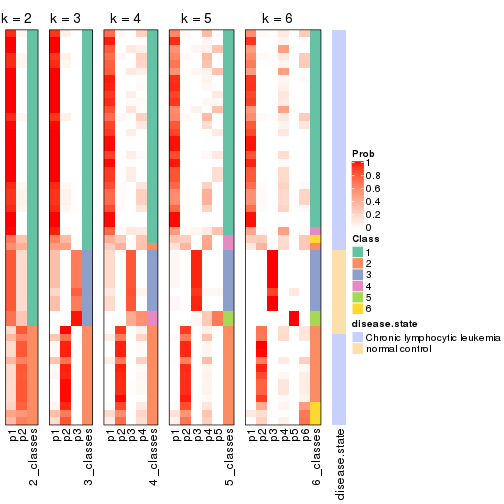 k = 2 k = 3 k = 4 k = 5 k = 6
Prob
1
0.8
0.6
0.4
0.2
0
Class
1
2
3
4
5
6
disease.state
Chronic lymphocytic leukemia
normal control
p1 p2 2_classes p1 p2 p3 3_classes p1 p2 p3 p4 4_classes p1 p2 p3 p4 p5 5_classes p1 p2 p3 p4 p5 p6 6_classes disease.state